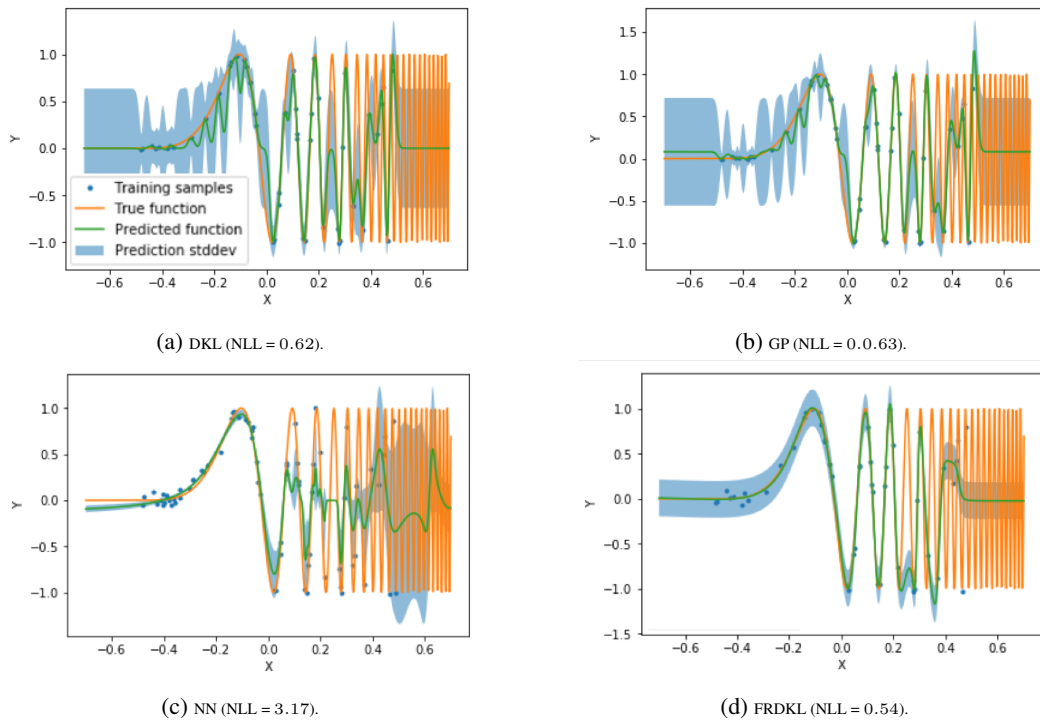 1.0
0.5
0.0
−0.5
−1.0
Y
Training samples
True function
Predicted function
Prediction stddev
−0.6 −0.4 −0.2 0.0 0.2 0.4 0.6
X
(a) DKL (NLL = 0.62).
1.5
1.0
0.5
0.0
−0.5
−1.0
Y
−0.6 −0.4 −0.2 0.0 0.2 0.4 0.6
X
(b) GP (NLL = 0.0.63).
1.0
0.5
0.0
−0.5
−1.0
Y
−0.6 −0.4 −0.2 0.0 0.2 0.4 0.6
X
(c) NN (NLL = 3.17).
1.0
0.5
0.0
−0.5
−1.0
−1.5
Y
−0.6 −0.4 −0.2 0.0 0.2 0.4 0.6
X
(d) FRDKL (NLL = 0.54).